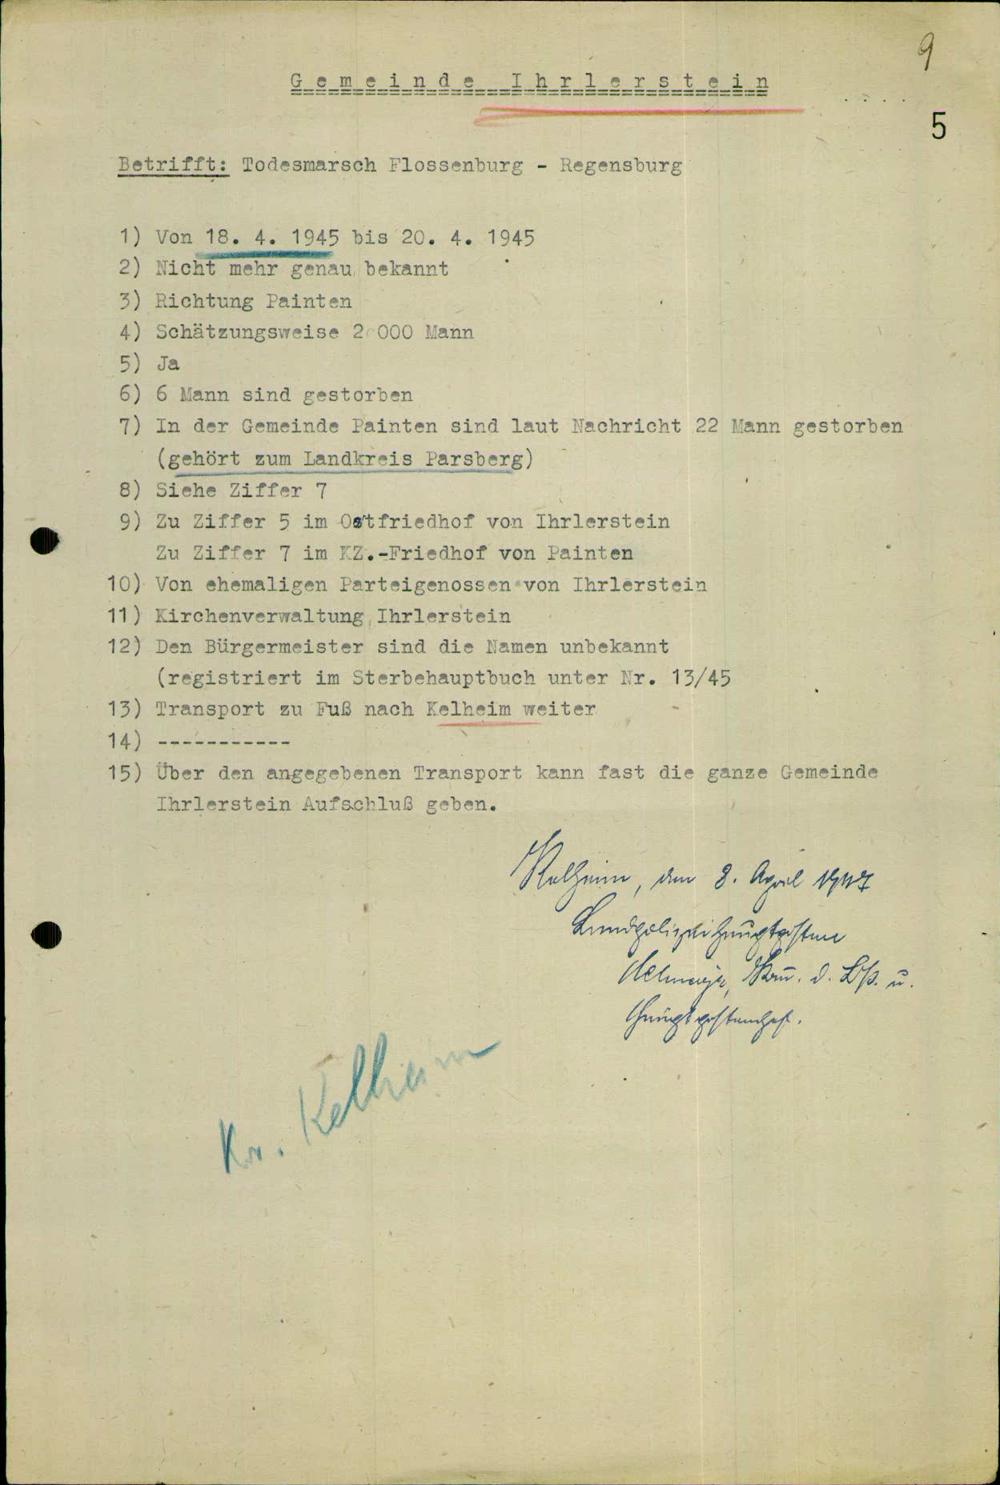 9
5
Gemeinde Ihrlerstein
Betrifft: Todesmarsch Flossenburg - Regensburg
1) Von 18. 4. 1945 bis 20. 4. 1945
2) Nicht mehr genau bekannt
3) Richtung Painten
4) Schätzungsweise 2 000 Mann
5) Ja
6) 6 Mann sind gestorben
7) In der Gemeinde Painten sind laut Nachricht 22 Mann gestorben
(gehört zum Landkreis Parsberg)
8) Siehe Ziffer 7
9) Zu Ziffer 5 im Ostfriedhof von Ihrlerstein
Zu Ziffer 7 im KZ.-Friedhof von Painten
10) Von ehemaligen Parteigenossen von Ihrlerstein
11) Kirchenverwaltung Ihrlerstein
12) Den Bürgermeister sind die Namen unbekannt
(registriert im Sterbehauptbuch unter Nr. 13/45
13) Transport zu Fuß nach Kelheim weiter
14) -----------
15) Über den angegebenen Transport kann fast die ganze Gemeinde
Ihrlerstein Aufschluß geben.
Kelheim, den 8. April 1947
Landpolizeihauptposten
d. Lp. u.
Hauptpostenchef.
Kr. Kelheim